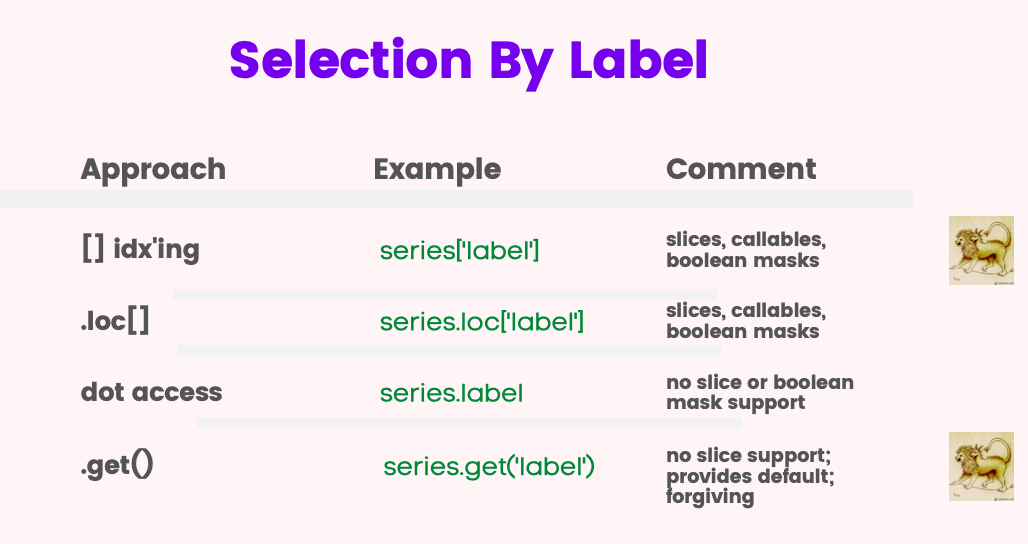 Selection By Label
Approach Example Comment
[] idx'ing series['label'] slices, callables,
boolean masks
.loc[] series.loc['label'] slices, callables,
boolean masks
dot access series.label no slice or boolean
mask support
.get() series.get('label') no slice support;
provides default;
forgiving